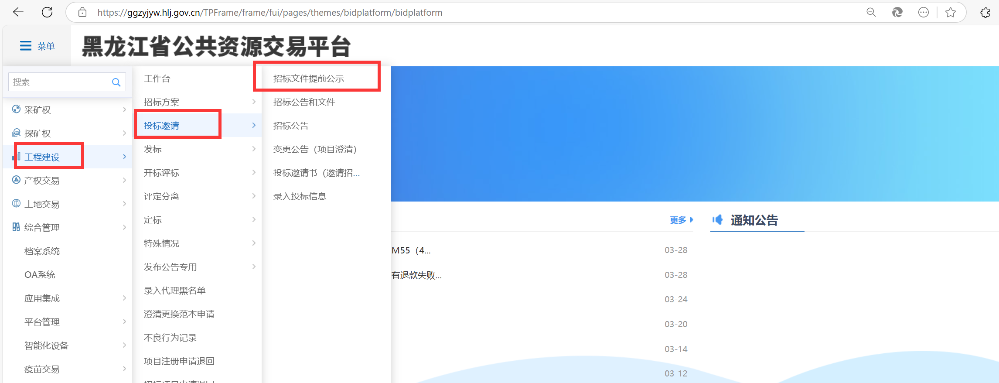 https://ggzyjyw.hlj.gov.cn/TPFrame/frame/fui/pages/themes/bidplatform/bidplatform
菜单
黑龙江省公共资源交易平台
搜索
采矿权
探矿权
工程建设
产权交易
土地交易
综合管理
档案系统
OA系统
应用集成
平台管理
智能化设备
疫苗交易
工作台
招标方案
投标邀请
发标
开标评标
评定分离
定标
特殊情况
发布公告专用
录入代理黑名单
澄清更换范本申请
不良行为记录
项目注册申请退回
招标文件提前公示
招标公告和文件
招标公告
变更公告（项目澄清）
投标邀请书（邀请招...
录入投标信息
更多
M55（4... 03-28
有退款失败... 03-28
03-24
03-20
03-14
03-12
通知公告